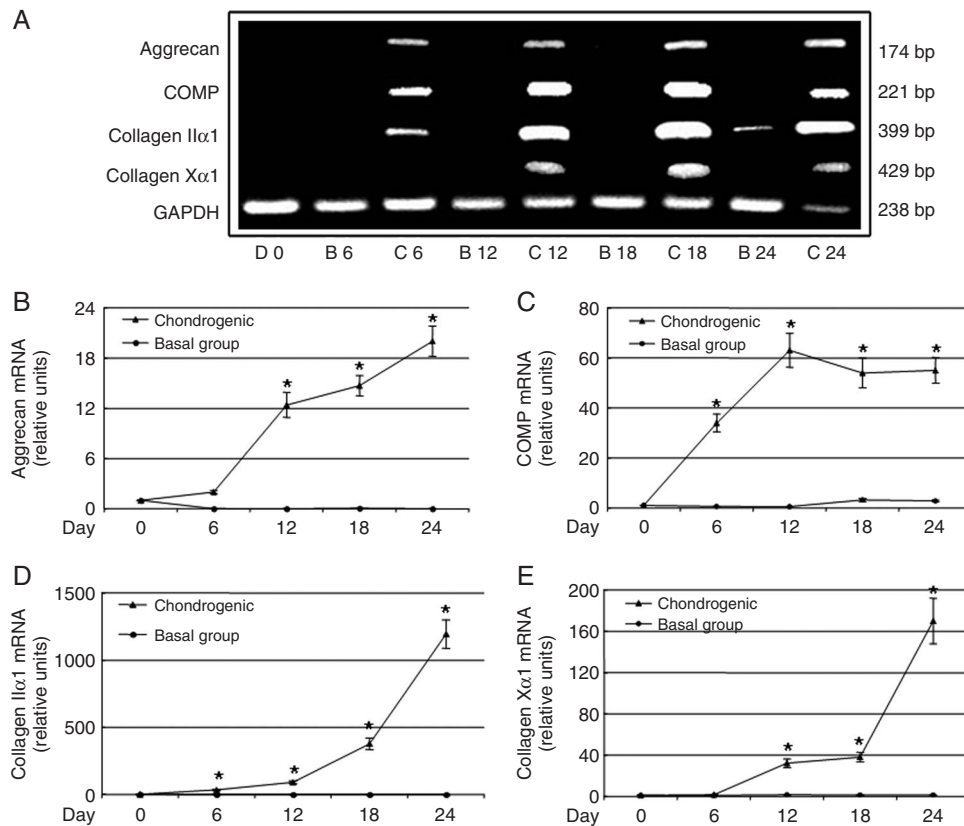 A
Aggrecan 174 bp
COMP 221 bp
Collagen IIα1 399 bp
Collagen Xα1 429 bp
GAPDH 238 bp
D 0 B 6 C 6 B 12 C 12 B 18 C 18 B 24 C 24
B
Aggrecan mRNA
(relative units)
24
18
12
6
0
Chondrogenic
Basal group
* * *
Day 0 6 12 18 24
C
COMP mRNA
(relative units)
80
60
40
20
0
Chondrogenic
Basal group
* * * *
Day 0 6 12 18 24
D
Collagen IIα1 mRNA
(relative units)
1500
1000
500
0
Chondrogenic
Basal group
* * * *
Day 0 6 12 18 24
E
Collagen Xα1 mRNA
(relative units)
200
160
120
80
40
0
Chondrogenic
Basal group
* * *
Day 0 6 12 18 24